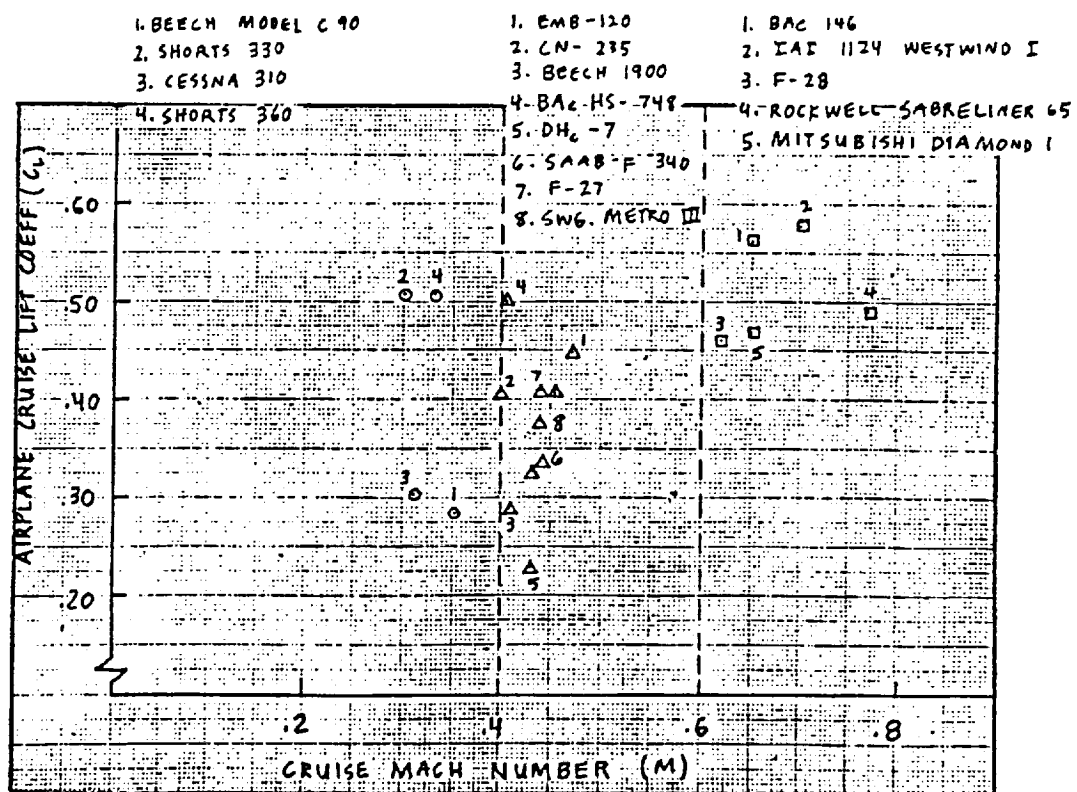 1. BEECH MODEL C 90
2. SHORTS 330
3. CESSNA 310
4. SHORTS 360
1. EMB-120
2. CN-235
3. BEECH 1900
4. BAC HS-748
5. DHC-7
6. SAAB-F 340
7. F-27
8. SWG. METRO III
1. BAC 146
2. IAI 1124 WESTWIND I
3. F-28
4. ROCKWELL SABRELINER 65
5. MITSUBISHI DIAMOND I
AIRPLANE CRUISE LIFT COEFF (CL)
.60
.50
.40
.30
.20
2
4
3
1
4
1
2
7
8
6
3
5
1
2
3
5
4
.2
.4
.6
.8
CRUISE MACH NUMBER (M)